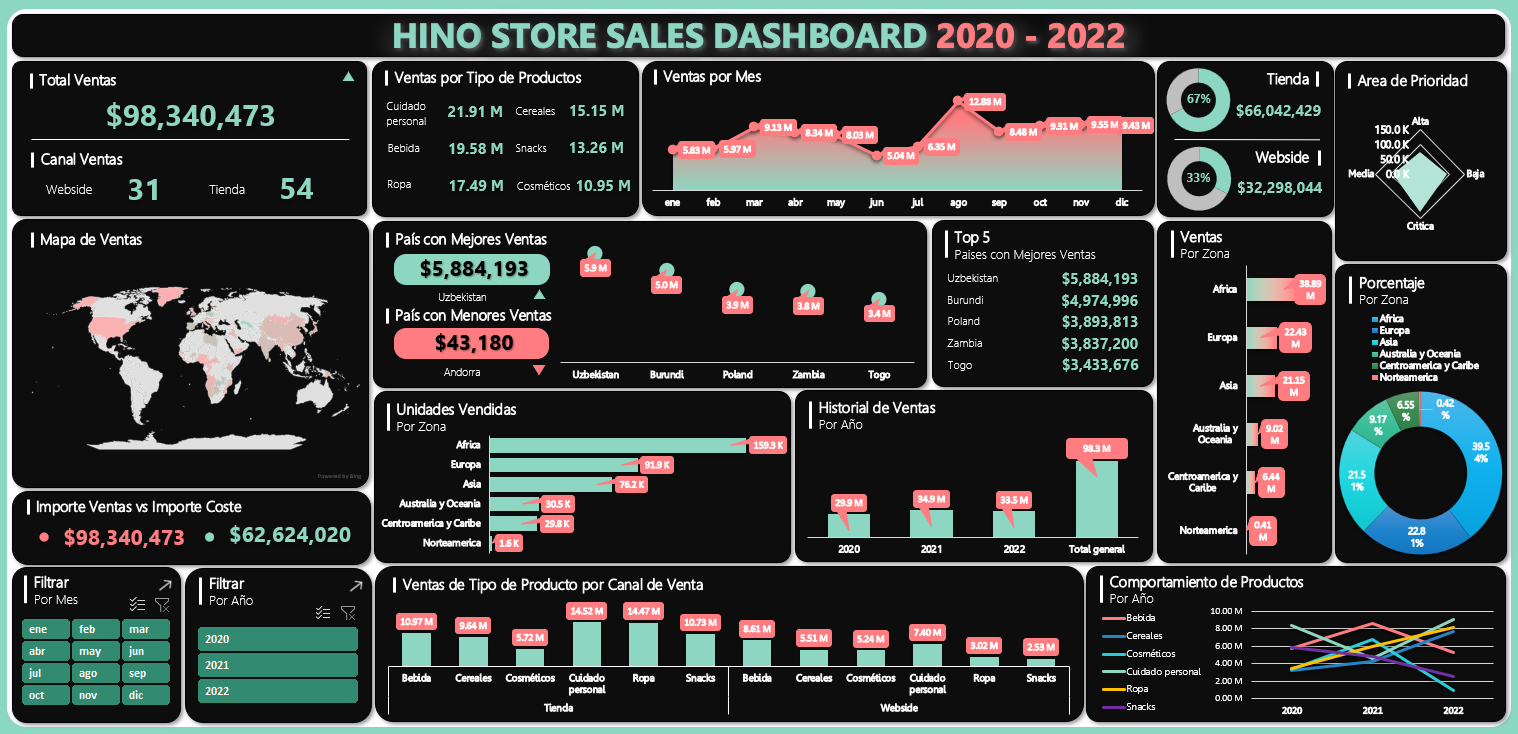 HINO STORE SALES DASHBOARD 2020 - 2022
Total Ventas
$98,340,473
Canal Ventas
Webside 31 Tienda 54
Ventas por Tipo de Productos
Cuidado
personal
21.91 M Cereales 15.15 M
Bebida 19.58 M Snacks 13.26 M
Ropa 17.49 M Cosméticos 10.95 M
Ventas por Mes
5.83 M 5.97 M 9.13 M 8.34 M 8.03 M 5.04 M 6.35 M 12.88 M 8.48 M 9.31 M 9.55 M 9.43 M
ene feb mar abr may jun jul ago sep oct nov dic
67%
Tienda
$66,042,429
33%
Webside
$32,298,044
Area de Prioridad
Alta
150.0 K
100.0 K
50.0 K
0.0 K
Media
Baja
Critica
Mapa de Ventas
Powered by Bing
País con Mejores Ventas
$5,884,193
Uzbekistan
País con Menores Ventas
$43,180
Andorra
5.9 M 5.0 M 3.9 M 3.8 M 3.4 M
Uzbekistan Burundi Poland Zambia Togo
Top 5
Paises con Mejores Ventas
Uzbekistan $5,884,193
Burundi $4,974,996
Poland $3,893,813
Zambia $3,837,200
Togo $3,433,676
Ventas
Por Zona
Africa 38.89
M
Europa 22.43
M
Asia 21.15
M
Australia y
Oceania
9.02
M
Centroamerica y
Caribe
6.44
M
Norteamerica 0.41
M
Porcentaje
Por Zona
Africa
Europa
Asia
Australia y Oceania
Centroamerica y Caribe
Norteamerica
0.42
%
6.55
%
9.17
%
39.5
4%
21.5
1%
22.8
1%
Unidades Vendidas
Por Zona
Africa 159.3 K
Europa 91.9 K
Asia 76.2 K
Australia y Oceania 30.5 K
Centroamerica y Caribe 29.8 K
Norteamerica 1.6 K
Historial de Ventas
Por Año
29.9 M 34.9 M 33.5 M 98.3 M
2020 2021 2022 Total general
Importe Ventas vs Importe Coste
$98,340,473 $62,624,020
Filtrar
Por Mes
ene feb mar
abr may jun
jul ago sep
oct nov dic
Filtrar
Por Año
2020
2021
2022
Ventas de Tipo de Producto por Canal de Venta
10.97 M 9.64 M 5.72 M 14.52 M 14.47 M 10.73 M 8.61 M 5.51 M 5.24 M 7.40 M 3.02 M 2.53 M
Bebida Cereales Cosméticos Cuidado
personal
Ropa Snacks Bebida Cereales Cosméticos Cuidado
personal
Ropa Snacks
Tienda Webside
Comportamiento de Productos
Por Año
Bebida
Cereales
Cosméticos
Cuidado personal
Ropa
Snacks
10.00 M
8.00 M
6.00 M
4.00 M
2.00 M
0.00 M
2020 2021 2022